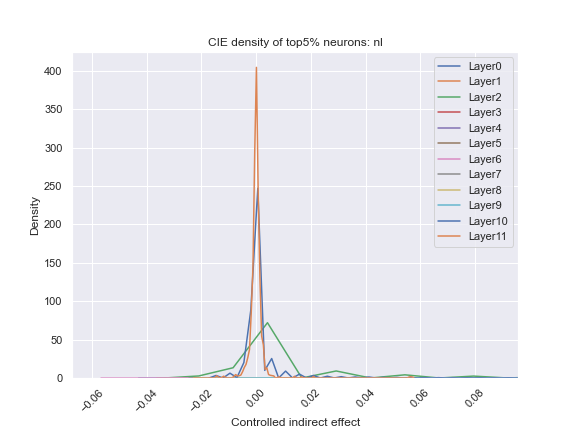 CIE density of top5% neurons: nl
400
350
300
250
200
150
100
50
0
Density
Layer0
Layer1
Layer2
Layer3
Layer4
Layer5
Layer6
Layer7
Layer8
Layer9
Layer10
Layer11
-0.06
-0.04
-0.02
0.00
0.02
0.04
0.06
0.08
Controlled indirect effect